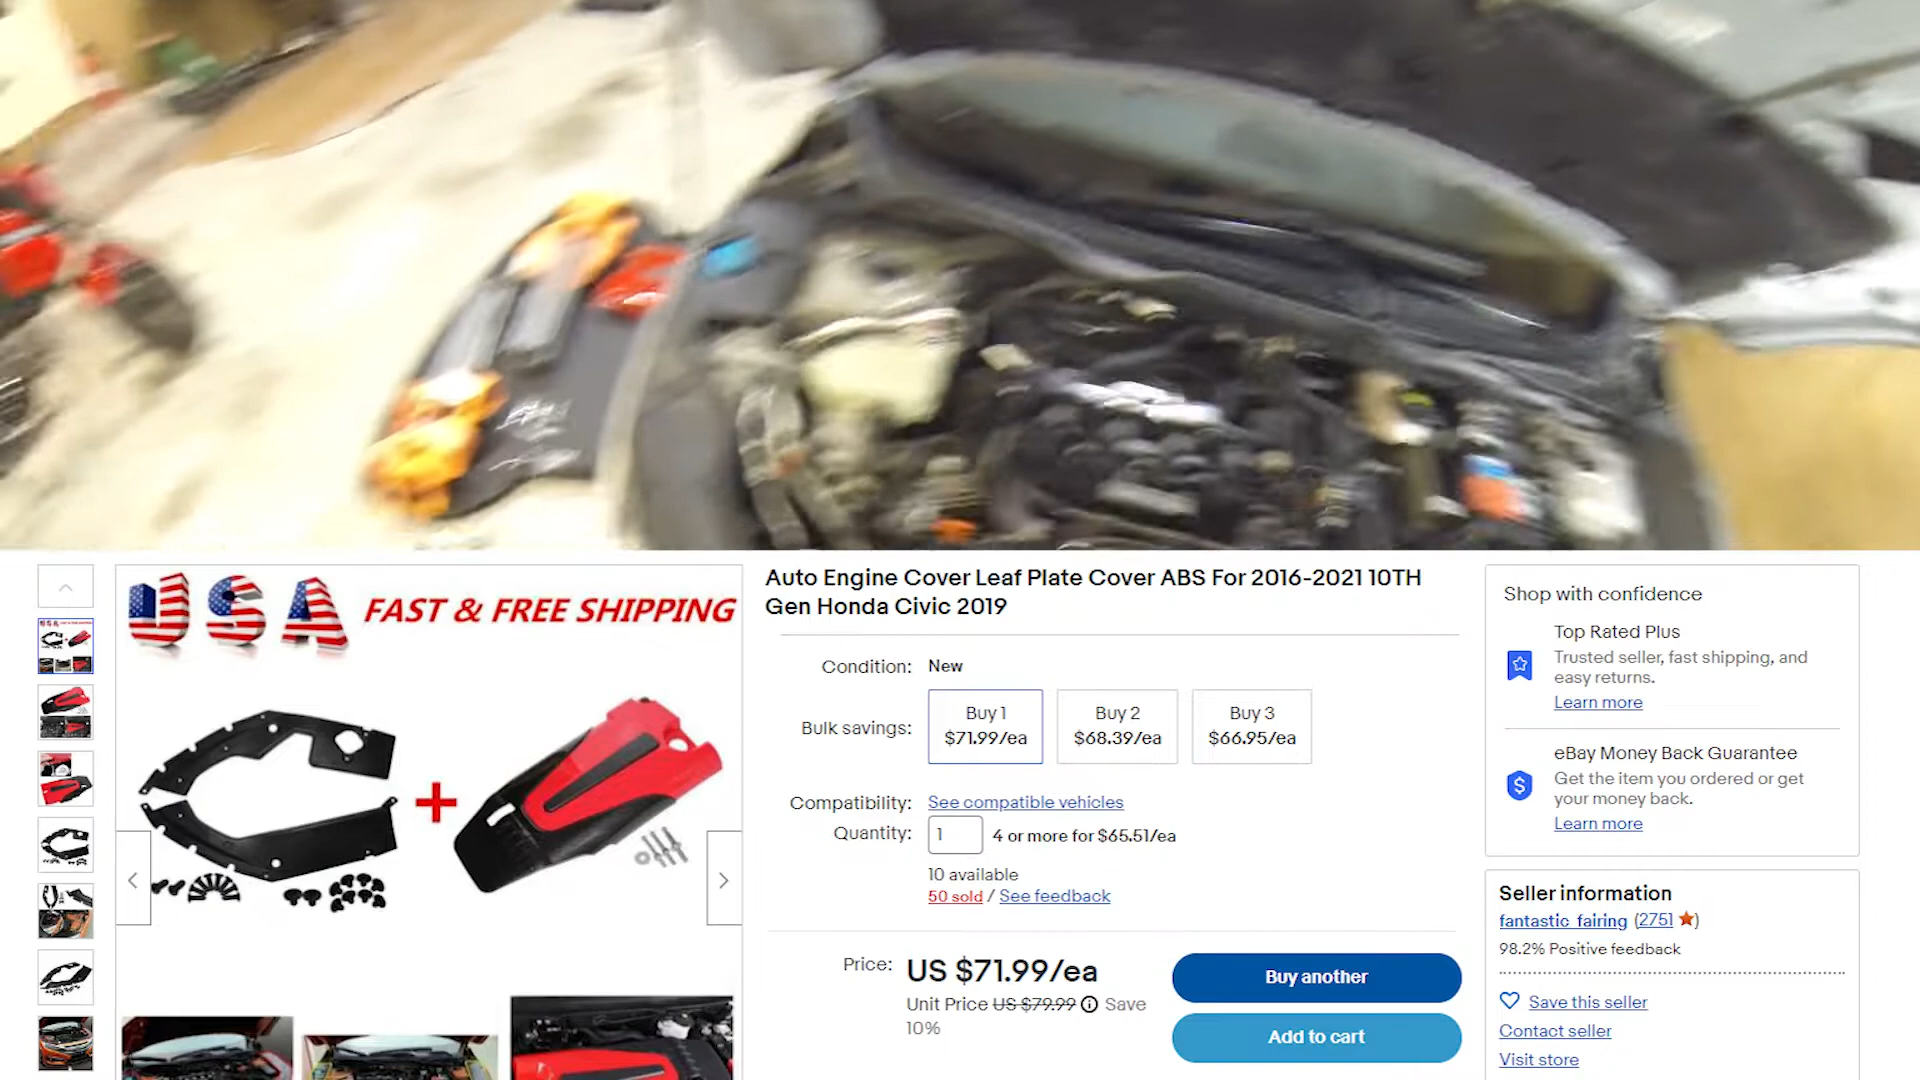 USA FAST & FREE SHIPPING
Auto Engine Cover Leaf Plate Cover ABS For 2016-2021 10TH
Gen Honda Civic 2019
Condition: New
Bulk savings:
Buy 1
$71.99/ea
Buy 2
$68.39/ea
Buy 3
$66.95/ea
Compatibility: See compatible vehicles
Quantity: 1 4 or more for $65.51/ea
10 available
50 sold / See feedback
Price: US $71.99/ea
Unit Price US $79.99 Save
10%
Buy another
Add to cart
Shop with confidence
Top Rated Plus
Trusted seller, fast shipping, and
easy returns.
Learn more
eBay Money Back Guarantee
Get the item you ordered or get
your money back.
Learn more
Seller information
fantastic_fairing (2751)
98.2% Positive feedback
Save this seller
Contact seller
Visit store